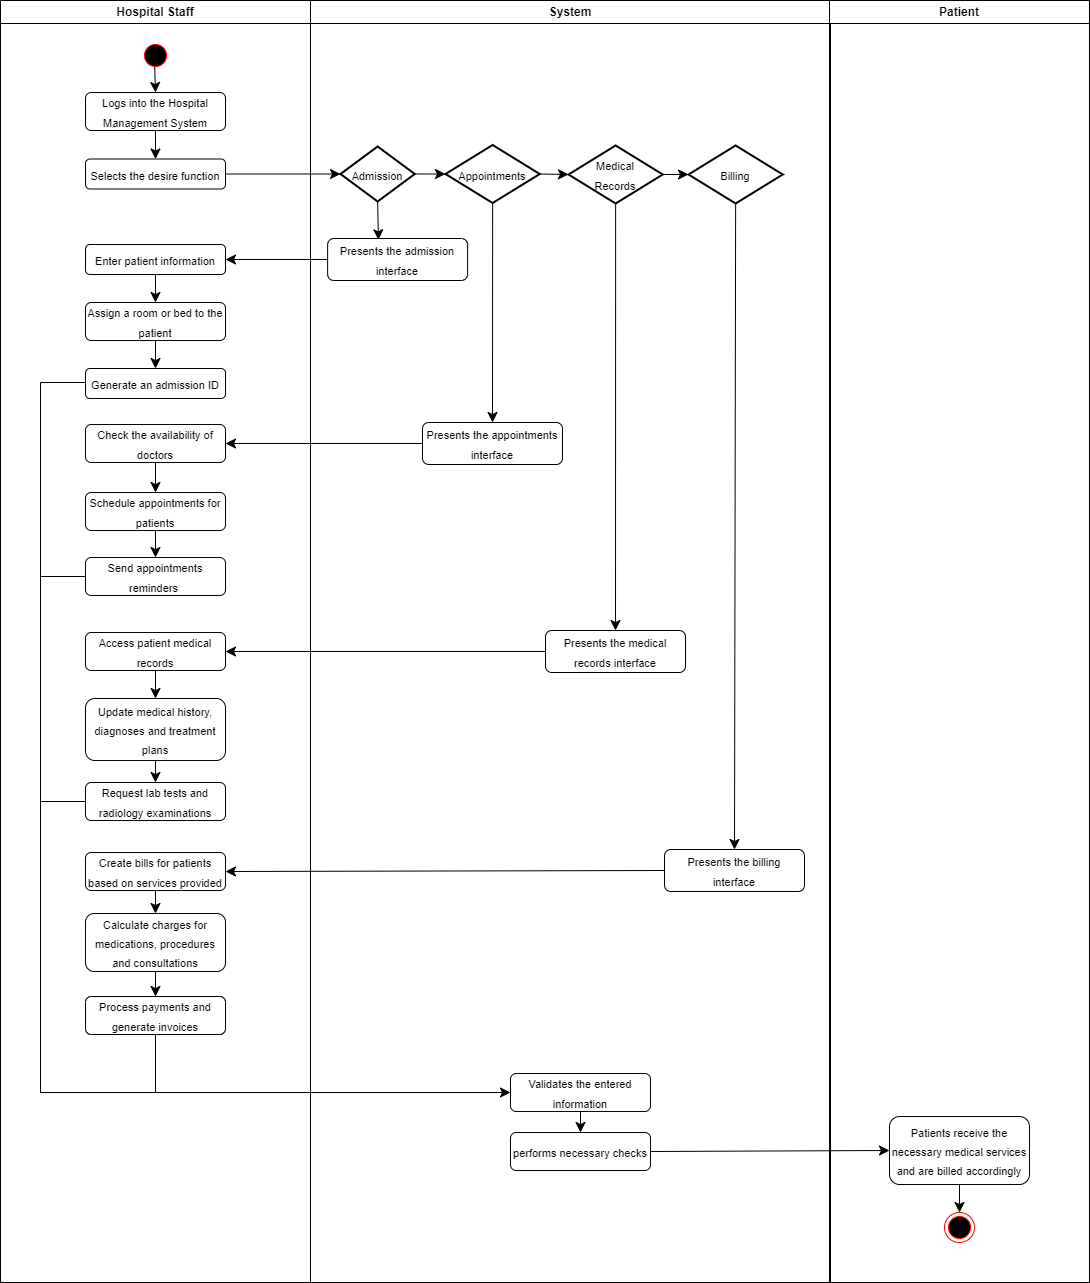 Hospital Staff
System
Patient
Logs into the Hospital
Management System
Selects the desire function
Admission
Appointments
Medical
Records
Billing
Presents the admission
interface
Enter patient information
Assign a room or bed to the
patient
Generate an admission ID
Check the availability of
doctors
Presents the appointments
interface
Schedule appointments for
patients
Send appointments
reminders
Access patient medical
records
Presents the medical
records interface
Update medical history,
diagnoses and treatment
plans
Request lab tests and
radiology examinations
Create bills for patients
based on services provided
Presents the billing
interface
Calculate charges for
medications, procedures
and consultations
Process payments and
generate invoices
Validates the entered
information
performs necessary checks
Patients receive the
necessary medical services
and are billed accordingly